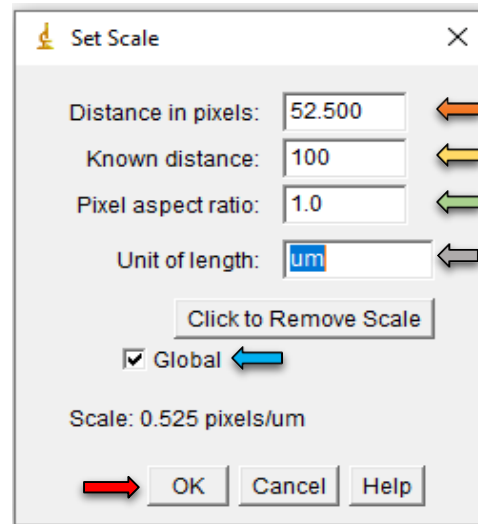 Set Scale
Distance in pixels: 52.500
Known distance: 100
Pixel aspect ratio: 1.0
Unit of length: um
Click to Remove Scale
Global
Scale: 0.525 pixels/um
OK Cancel Help